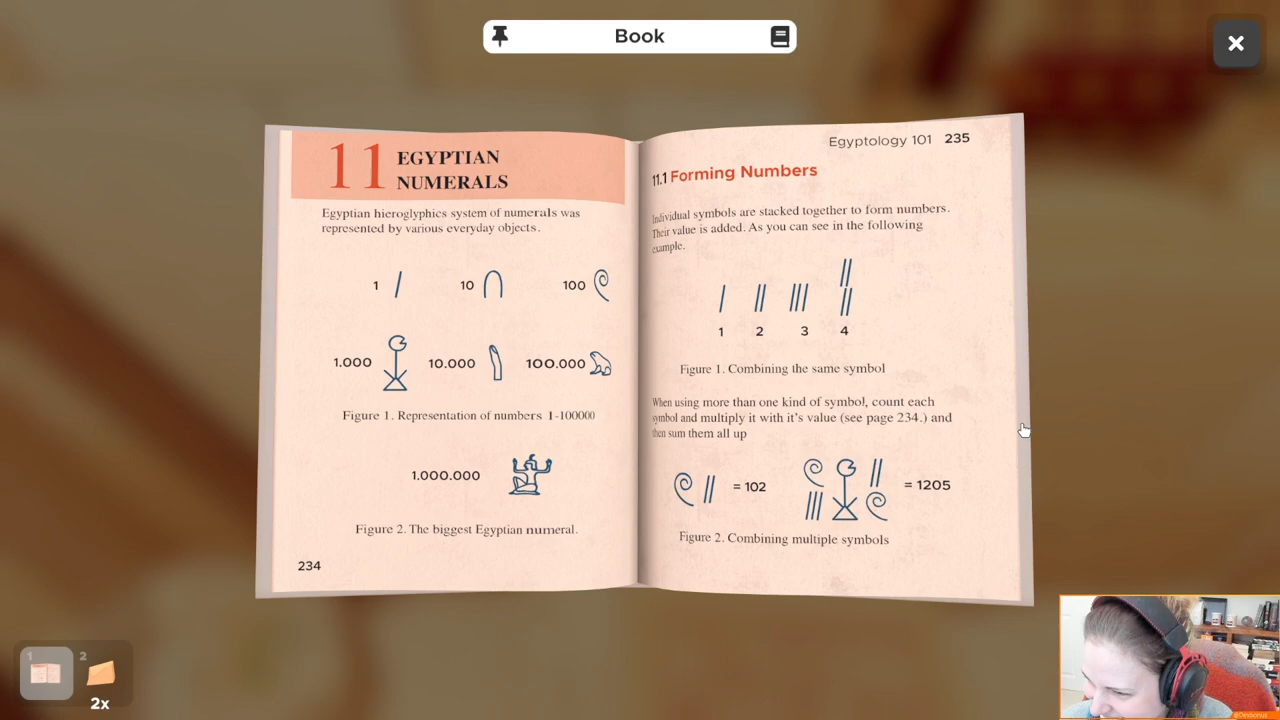 Book
11 EGYPTIAN
NUMERALS
Egyptian hieroglyphics system of numerals was
represented by various everyday objects.
1 10 100
1.000 10.000 100.000
Figure 1. Representation of numbers 1-100000
1.000.000
Figure 2. The biggest Egyptian numeral.
234
Egyptology 101 235
11.1 Forming Numbers
Individual symbols are stacked together to form numbers.
Their value is added. As you can see in the following
example.
1 2 3 4
Figure 1. Combining the same symbol
When using more than one kind of symbol, count each
symbol and multiply it with it's value (see page 234.) and
then sum them all up
= 102 = 1205
Figure 2. Combining multiple symbols
1 2
2x